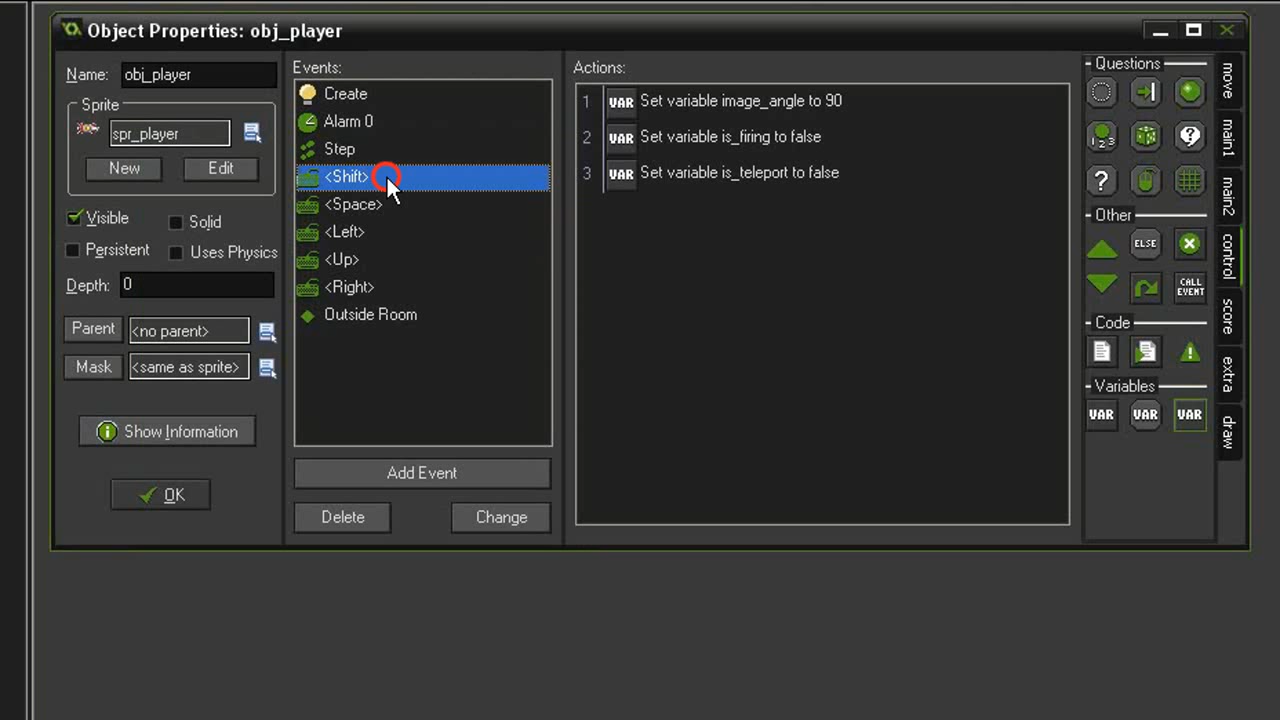 Object Properties: obj_player
Name: obj_player
Sprite
spr_player
New Edit
Visible Solid
Persistent Uses Physics
Depth: 0
Parent <no parent>
Mask <same as sprite>
Show Information
OK
Events:
Create
Alarm 0
Step
<Shift>
<Space>
<Left>
<Up>
<Right>
Outside Room
Add Event
Delete Change
Actions:
1 VAR Set variable image_angle to 90
2 VAR Set variable is_firing to false
3 VAR Set variable is_teleport to false
Questions
1 2 3 ?
?
Other
ELSE
CALL EVENT
Code
Variables
VAR VAR VAR
move
main1
main2
control
score
extra
draw